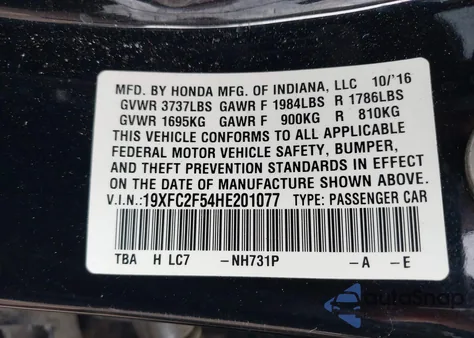 MFD. BY HONDA MFG. OF INDIANA, LLC 10/'16
GVWR 3737LBS GAWR F 1984LBS R 1786LBS
GVWR 1695KG GAWR F 900KG R 810KG
THIS VEHICLE CONFORMS TO ALL APPLICABLE
FEDERAL MOTOR VEHICLE SAFETY, BUMPER,
AND THEFT PREVENTION STANDARDS IN EFFECT
ON THE DATE OF MANUFACTURE SHOWN ABOVE.
V.I.N.:19XFC2F54HE201077 TYPE: PASSENGER CAR
TBA H LC7 -NH731P -A -E
AutoSnap